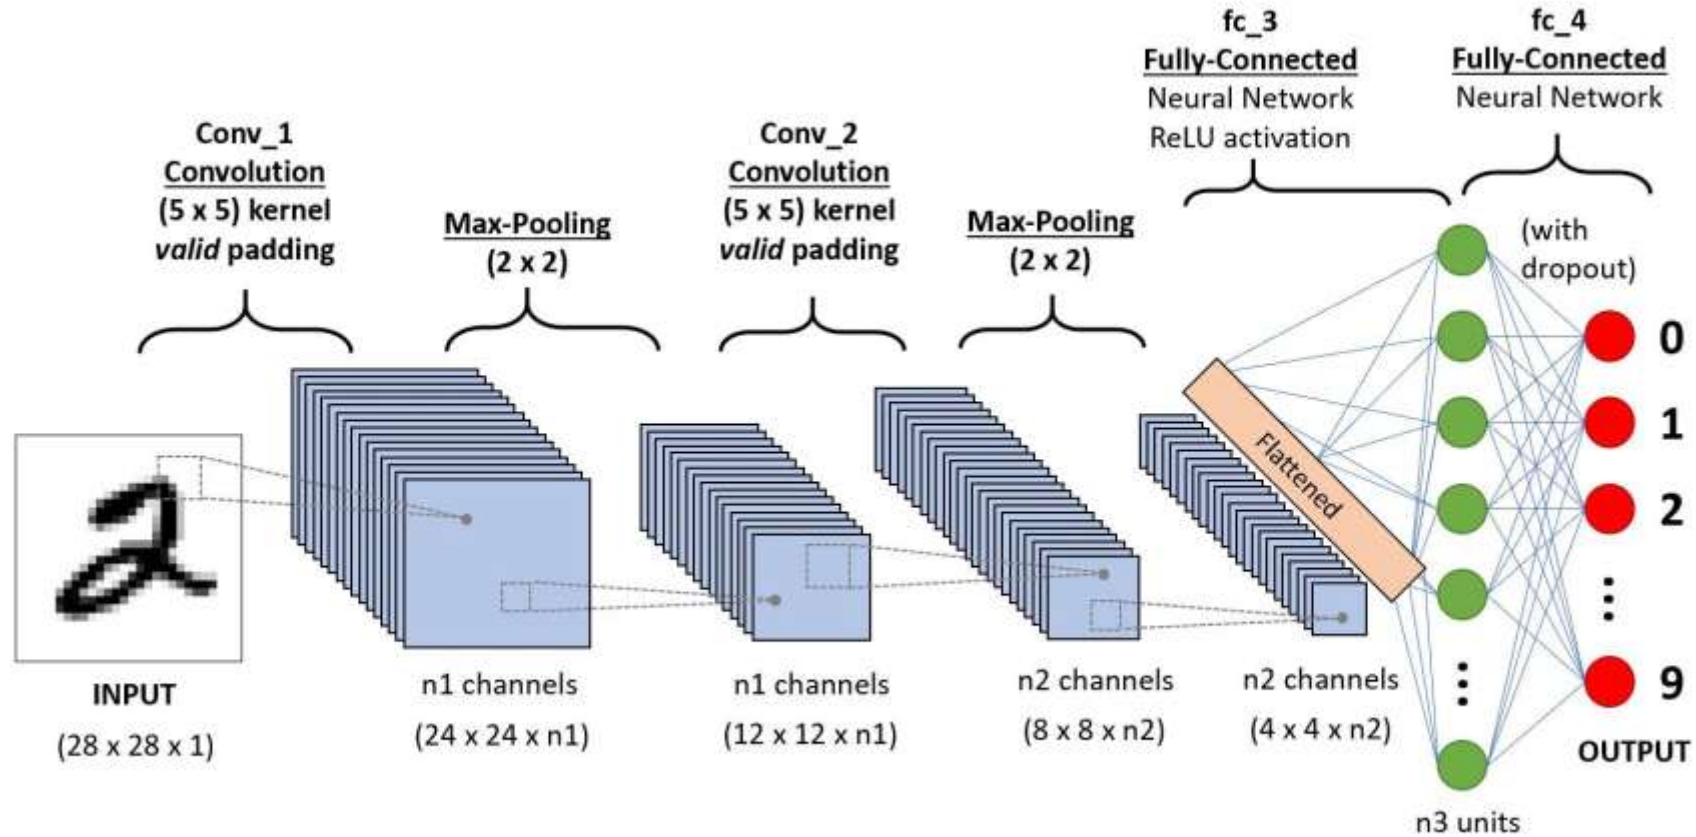 Conv_1
Convolution
(5 x 5) kernel
valid padding
Max-Pooling
(2 x 2)
Conv_2
Convolution
(5 x 5) kernel
valid padding
Max-Pooling
(2 x 2)
fc_3
Fully-Connected
Neural Network
ReLU activation
fc_4
Fully-Connected
Neural Network
(with
dropout)
Flattened
0
1
2
9
OUTPUT
2
INPUT
(28 x 28 x 1)
n1 channels
(24 x 24 x n1)
n1 channels
(12 x 12 x n1)
n2 channels
(8 x 8 x n2)
n2 channels
(4 x 4 x n2)
n3 units